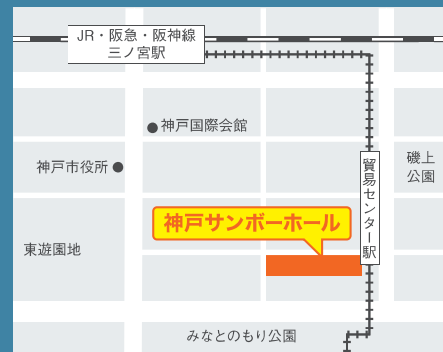 JR・阪急・阪神線
三ノ宮駅
神戸国際会館
神戸市役所
磯上
公園
貿易センター駅
神戸サンボーホール
東遊園地
みなとのもり公園